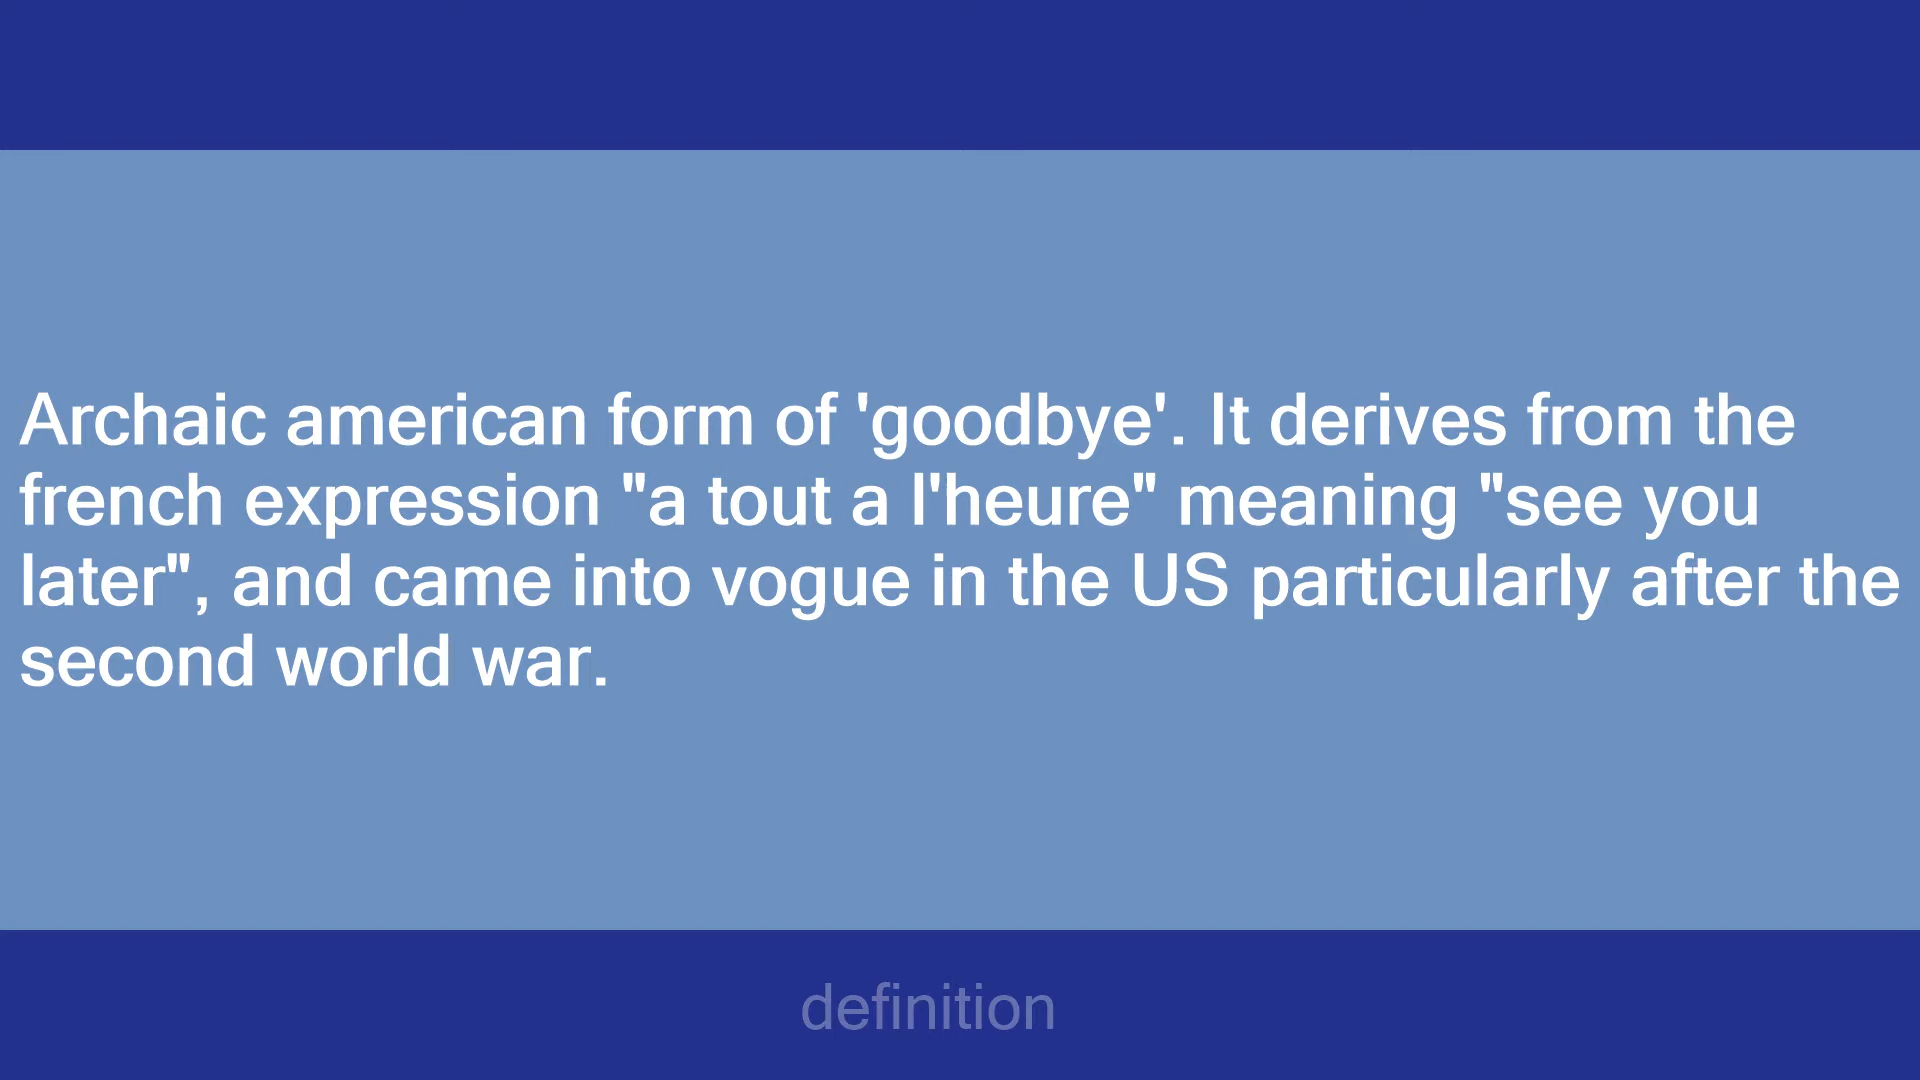 Archaic american form of 'goodbye'. It derives from the
french expression "a tout a l'heure" meaning "see you
later", and came into vogue in the US particularly after the
second world war.
definition